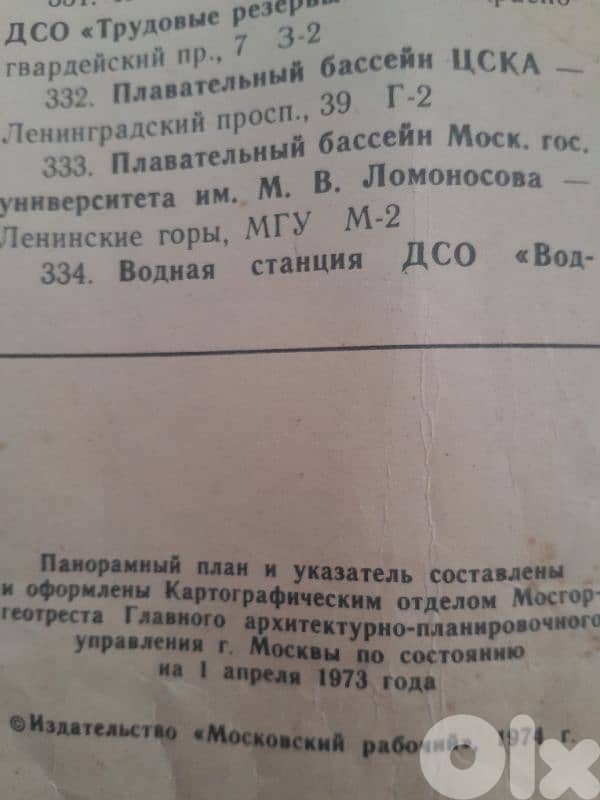 331.
ДСО «Трудовые резервы
гвардейский пр., 7 З-2
332. Плавательный бассейн ЦСКА —
Ленинградский просп., 39 Г-2
333. Плавательный бассейн Моск. гос.
университета им. М. В. Ломоносова —
Ленинские горы, МГУ М-2
334. Водная станция ДСО «Вод-
Панорамный план и указатель составлены
и оформлены Картографическим отделом Мосгор-
геотреста Главного архитектурно-планировочного
управления г. Москвы по состоянию
на 1 апреля 1973 года
©Издательство «Московский рабочий», 1974 г.
Olx